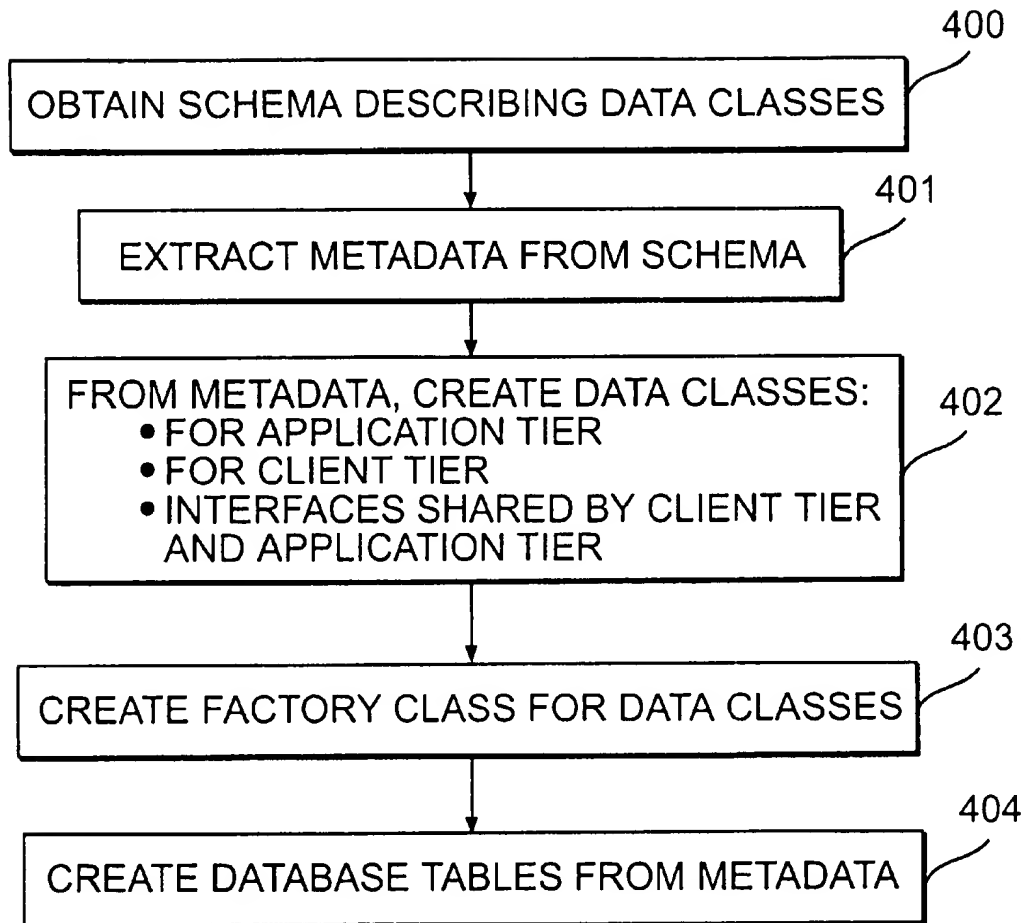 400
OBTAIN SCHEMA DESCRIBING DATA CLASSES
401
EXTRACT METADATA FROM SCHEMA
402
FROM METADATA, CREATE DATA CLASSES:
• FOR APPLICATION TIER
• FOR CLIENT TIER
• INTERFACES SHARED BY CLIENT TIER
AND APPLICATION TIER
403
CREATE FACTORY CLASS FOR DATA CLASSES
404
CREATE DATABASE TABLES FROM METADATA